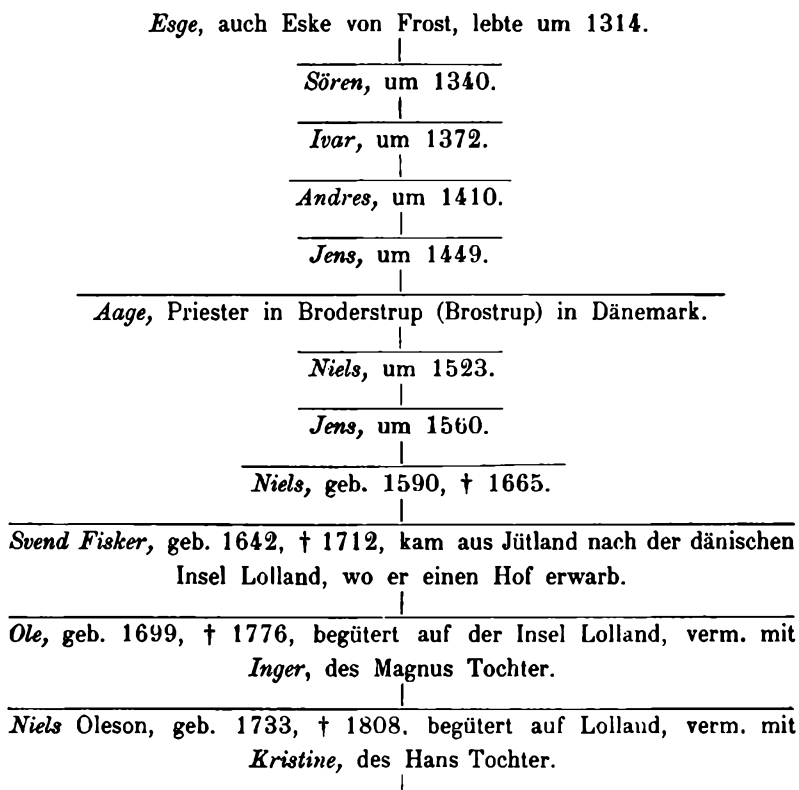 Esge, auch Eske von Frost, lebte um 1314.
Sören, um 1340.
Ivar, um 1372.
Andres, um 1410.
Jens, um 1449.
Aage, Priester in Broderstrup (Brostrup) in Dänemark.
Niels, um 1523.
Jens, um 1560.
Niels, geb. 1590, † 1665.
Svend Fisker, geb. 1642, † 1712, kam aus Jütland nach der dänischen
Insel Lolland, wo er einen Hof erwarb.
Ole, geb. 1699, † 1776, begütert auf der Insel Lolland, verm. mit
Inger, des Magnus Tochter.
Niels Oleson, geb. 1733, † 1808. begütert auf Lolland, verm. mit
Kristine, des Hans Tochter.